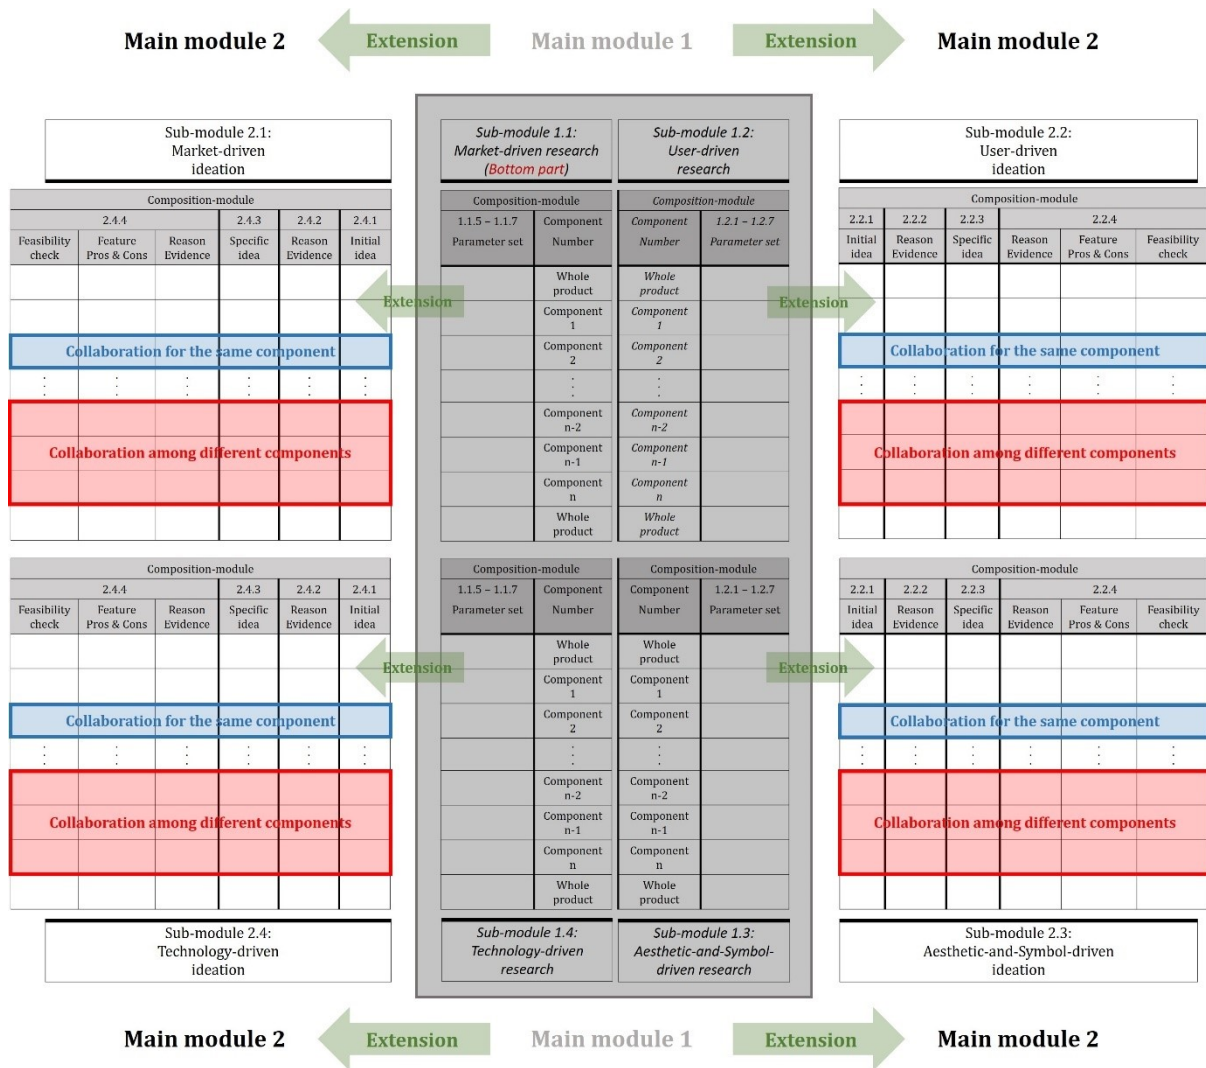 Main module 2
Extension
Main module 1
Extension
Main module 2
Sub-module 2.1:
Market-driven
ideation
Sub-module 1.1:
Market-driven research
(Bottom part)
Sub-module 1.2:
User-driven
research
Sub-module 2.2:
User-driven
ideation
Composition-module
2.4.4 2.4.3 2.4.2 2.4.1
Feasibility Feature Reason Specific Reason Initial
check Pros & Cons Evidence idea Evidence idea
Collaboration for the same component
: : : : : :
Collaboration among different components
Extension
Composition-module
1.1.5 – 1.1.7 Component
Parameter set Number
Whole
product
Component
1
Component
2
:
Component
n-2
Component
n-1
Component
n
Whole
product
Composition-module
Component 1.2.1 – 1.2.7
Number Parameter set
Whole
product
Component
1
Component
2
:
Component
n-2
Component
n-1
Component
n
Whole
product
Extension
Composition-module
2.2.1 2.2.2 2.2.3 2.2.4
Initial Reason Specific Reason Feature Feasibility
idea Evidence idea Evidence Pros & Cons check
Collaboration for the same component
: : : : : :
Collaboration among different components
Composition-module
2.4.4 2.4.3 2.4.2 2.4.1
Feasibility Feature Reason Specific Reason Initial
check Pros & Cons Evidence idea Evidence idea
Collaboration for the same component
: : : : : :
Collaboration among different components
Extension
Composition-module
1.1.5 – 1.1.7 Component
Parameter set Number
Whole
product
Component
1
Component
2
:
Component
n-2
Component
n-1
Component
n
Whole
product
Composition-module
Component 1.2.1 – 1.2.7
Number Parameter set
Whole
product
Component
1
Component
2
:
Component
n-2
Component
n-1
Component
n
Whole
product
Extension
Composition-module
2.2.1 2.2.2 2.2.3 2.2.4
Initial Reason Specific Reason Feature Feasibility
idea Evidence idea Evidence Pros & Cons check
Collaboration for the same component
: : : : : :
Collaboration among different components
Sub-module 2.4:
Technology-driven
ideation
Sub-module 1.4:
Technology-driven
research
Sub-module 1.3:
Aesthetic-and-Symbol-
driven research
Sub-module 2.3:
Aesthetic-and-Symbol-driven
ideation
Main module 2
Extension
Main module 1
Extension
Main module 2